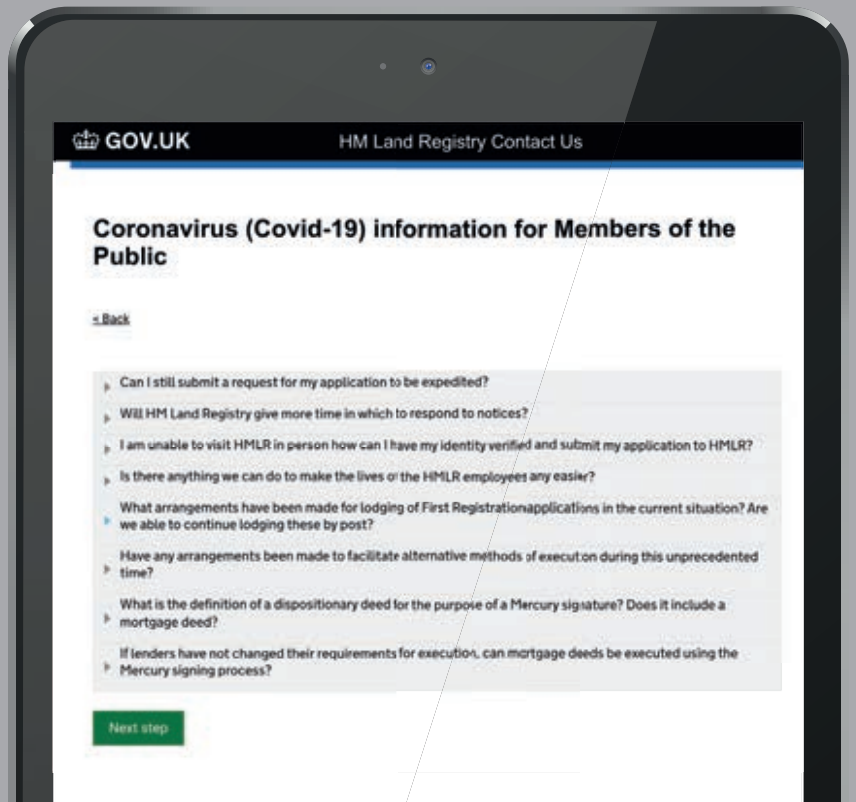 GOV.UK
HM Land Registry Contact Us
Coronavirus (Covid-19) information for Members of the
Public
< Back
Can I still submit a request for my application to be expedited?
Will HM Land Registry give more time in which to respond to notices?
I am unable to visit HMLR in person how can I have my identity verified and submit my application to HMLR?
Is there anything we can do to make the lives of the HMLR employees any easier?
What arrangements have been made for lodging of First Registrationapplications in the current situation? Are
we able to continue lodging these by post?
Have any arrangements been made to facilitate alternative methods of execution during this unprecedented
time?
What is the definition of a dispositionary deed for the purpose of a Mercury signature? Does it include a
mortgage deed?
If lenders have not changed their requirements for execution, can mortgage deeds be executed using the
Mercury signing process?
Next step